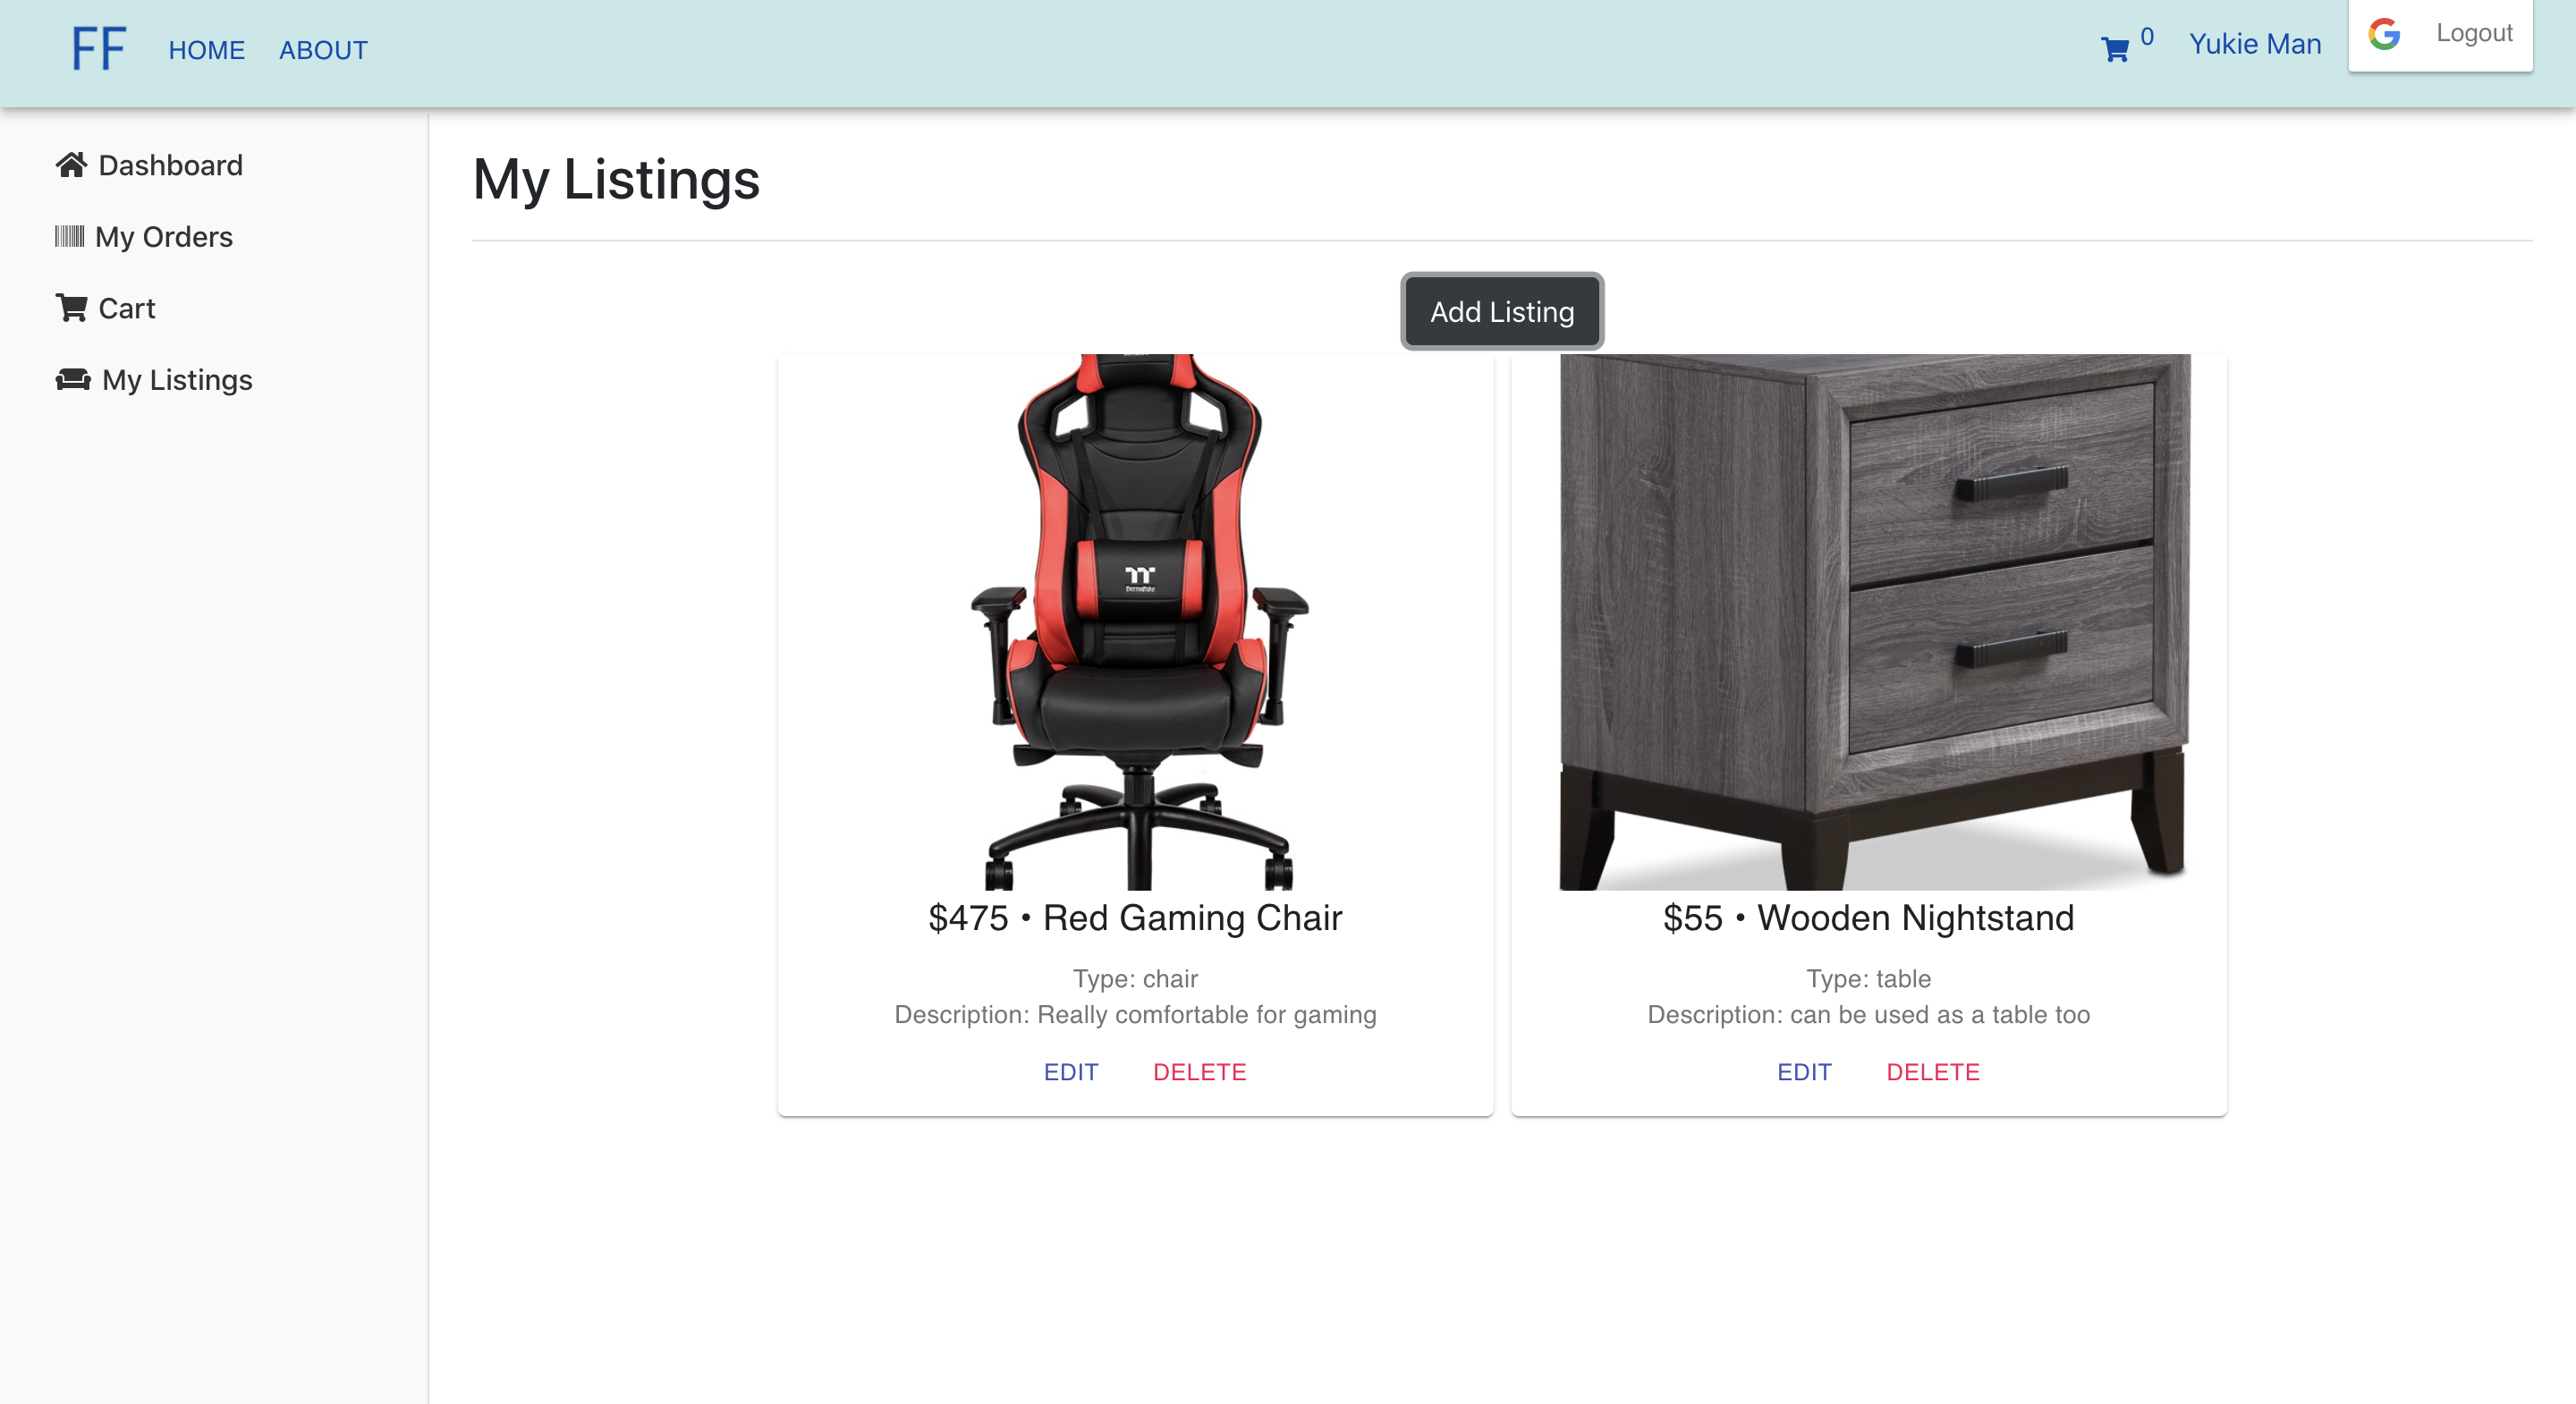 FF HOME ABOUT 0 Yukie Man Logout
Dashboard
My Orders
Cart
My Listings
My Listings
Add Listing
$475 • Red Gaming Chair
Type: chair
Description: Really comfortable for gaming
EDIT DELETE
$55 • Wooden Nightstand
Type: table
Description: can be used as a table too
EDIT DELETE